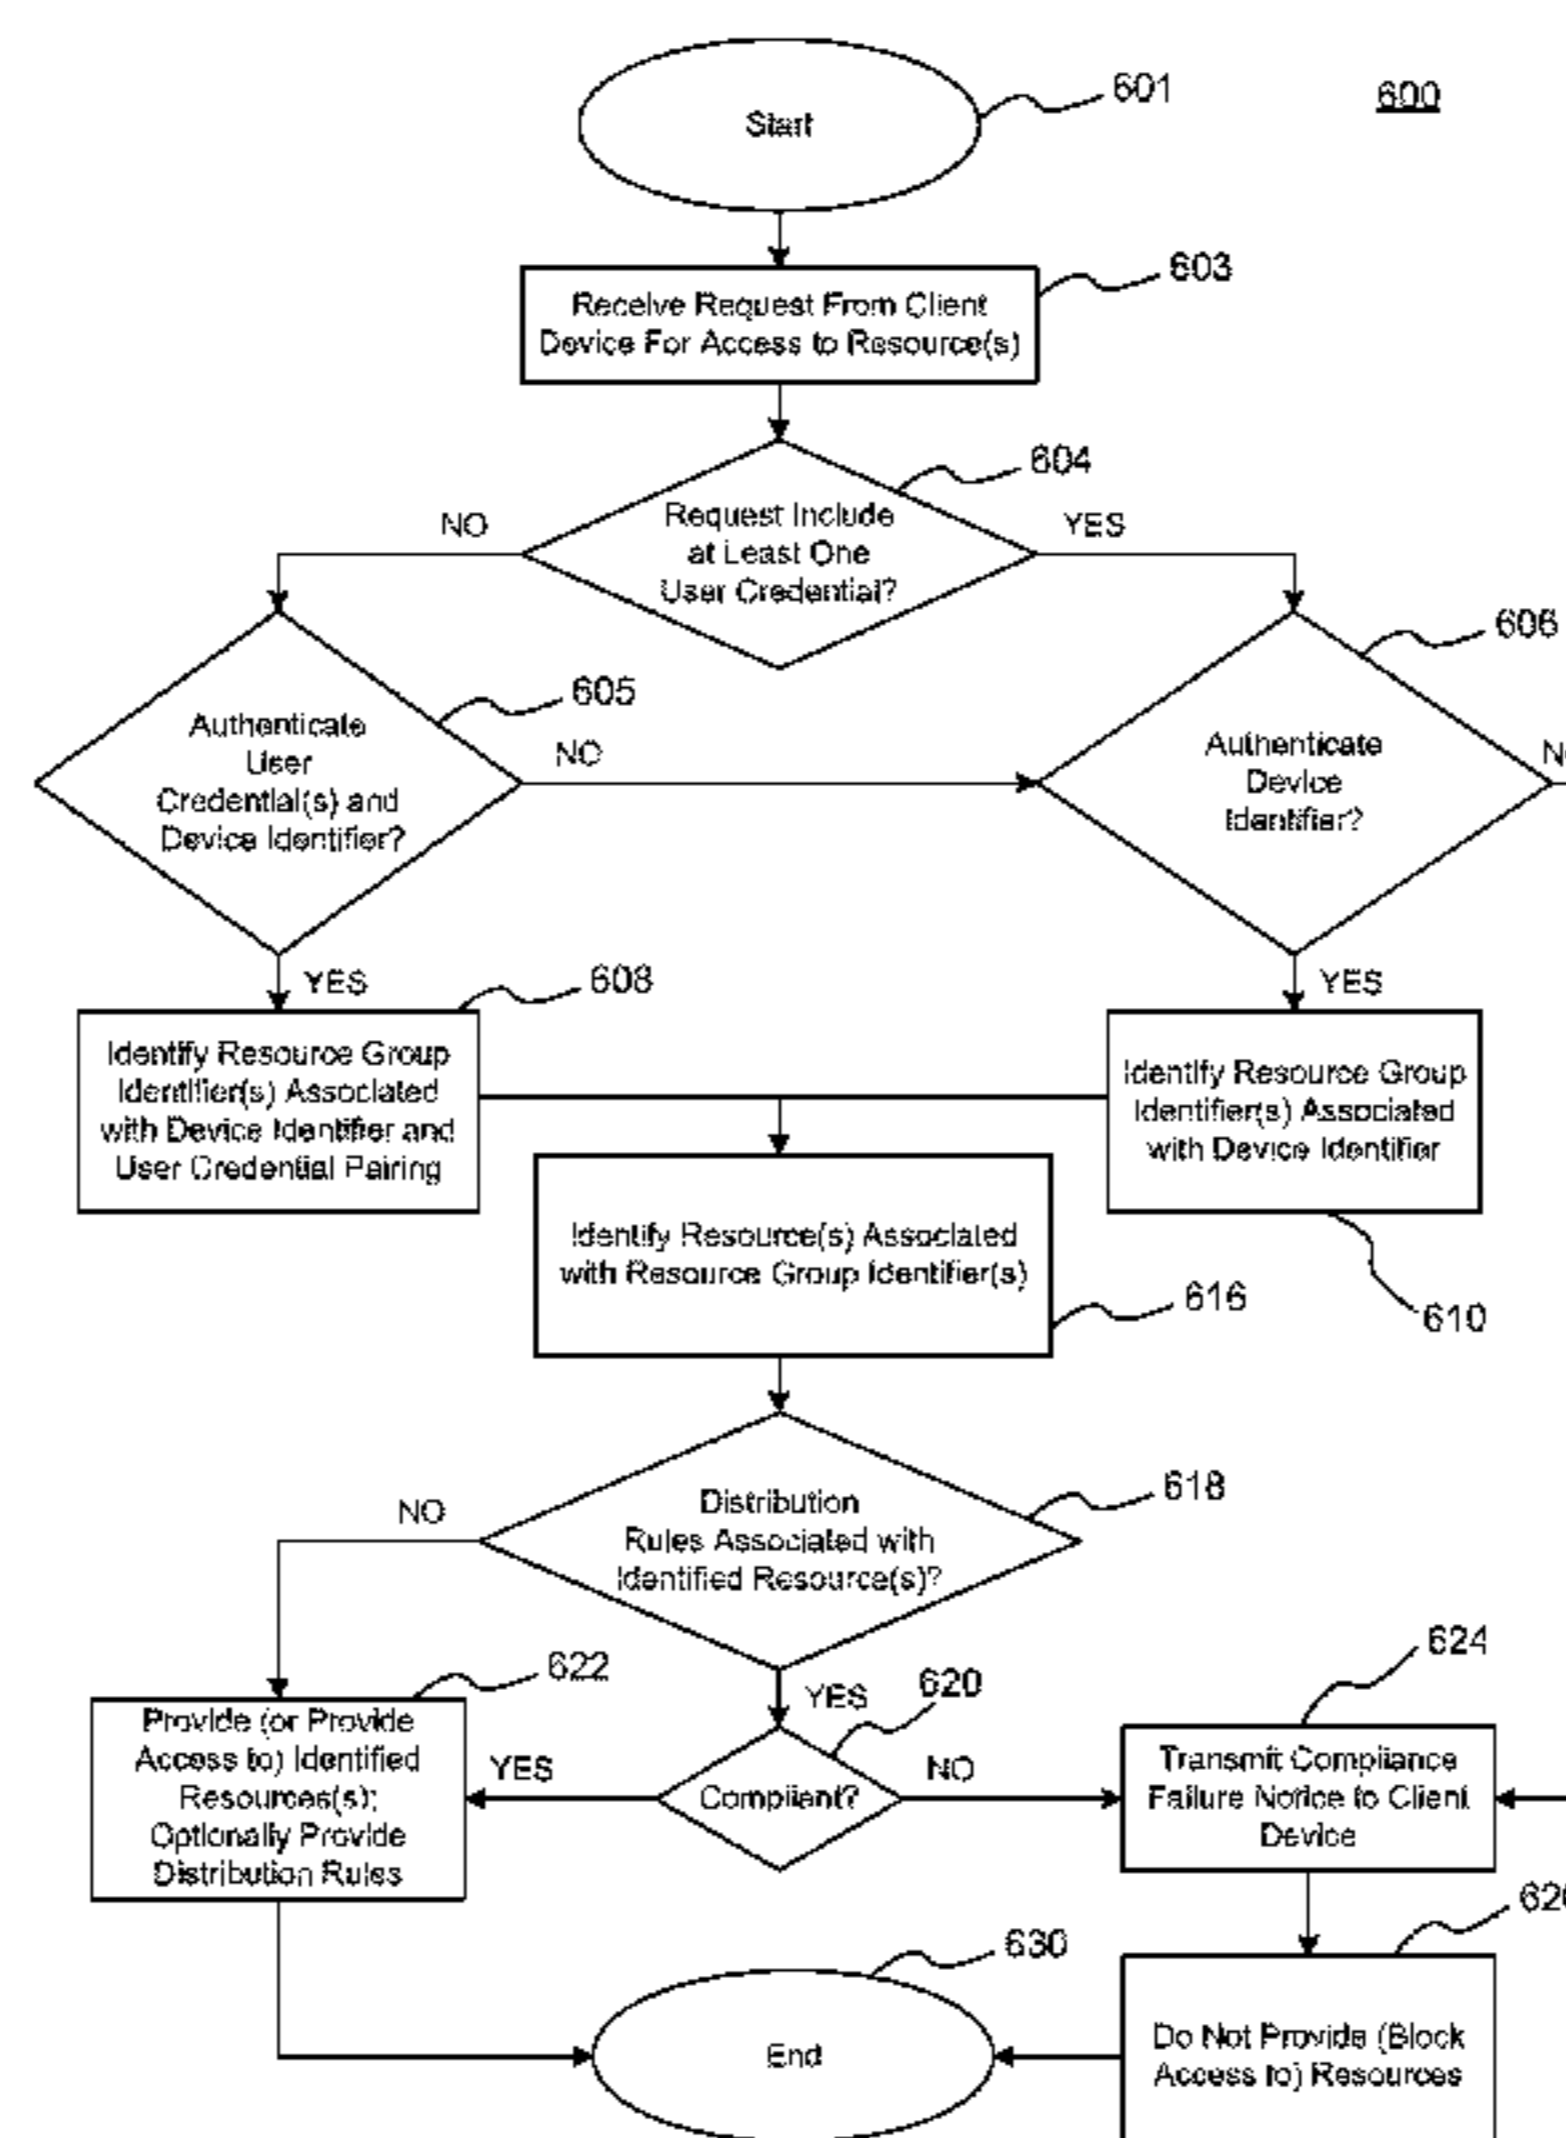 600
Start
601
Receive Request From Client
Device For Access to Resource(s)
603
Request Include
at Least One
User Credential?
604
NO
YES
Authenticate
User
Credential(s) and
Device Identifier?
605
NO
Authenticate
Device
Identifier?
606
YES
YES
Identify Resource Group
Identifier(s) Associated
with Device Identifier and
User Credential Pairing
608
Identify Resource Group
Identifier(s) Associated
with Device Identifier
610
Identify Resource(s) Associated
with Resource Group Identifier(s)
616
Distribution
Rules Associated with
Identified Resource(s)?
618
NO
YES
Provide (or Provide
Access to) Identified
Resources(s);
Optionally Provide
Distribution Rules
622
YES
Compliant?
620
NO
Transmit Compliance
Failure Notice to Client
Device
624
Do Not Provide (Block
Access to) Resources
End
630